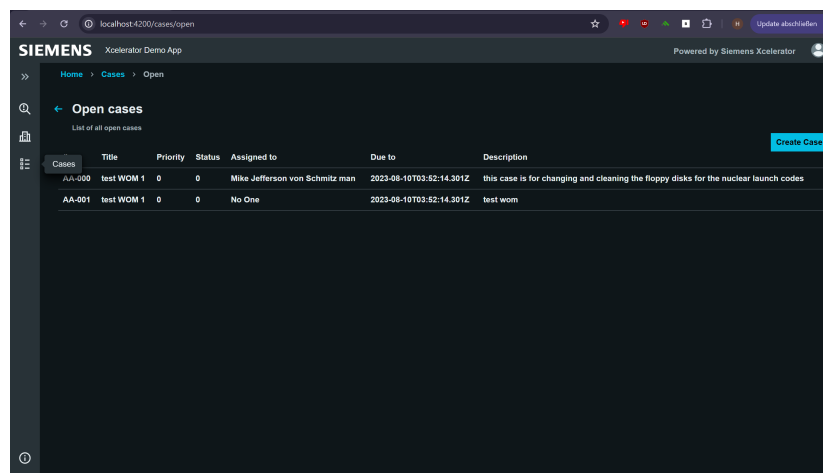 localhost:4200/cases/open
Update abschließen
SIEMENS Xcelerator Demo App
Powered by Siemens Xcelerator
Home > Cases > Open
Open cases
List of all open cases
Create Case
Cases
Title Priority Status Assigned to Due to Description
AA-000 test WOM 1 0 0 Mike Jefferson von Schmitz man 2023-08-10T03:52:14.301Z this case is for changing and cleaning the floppy disks for the nuclear launch codes
AA-001 test WOM 1 0 0 No One 2023-08-10T03:52:14.301Z test wom